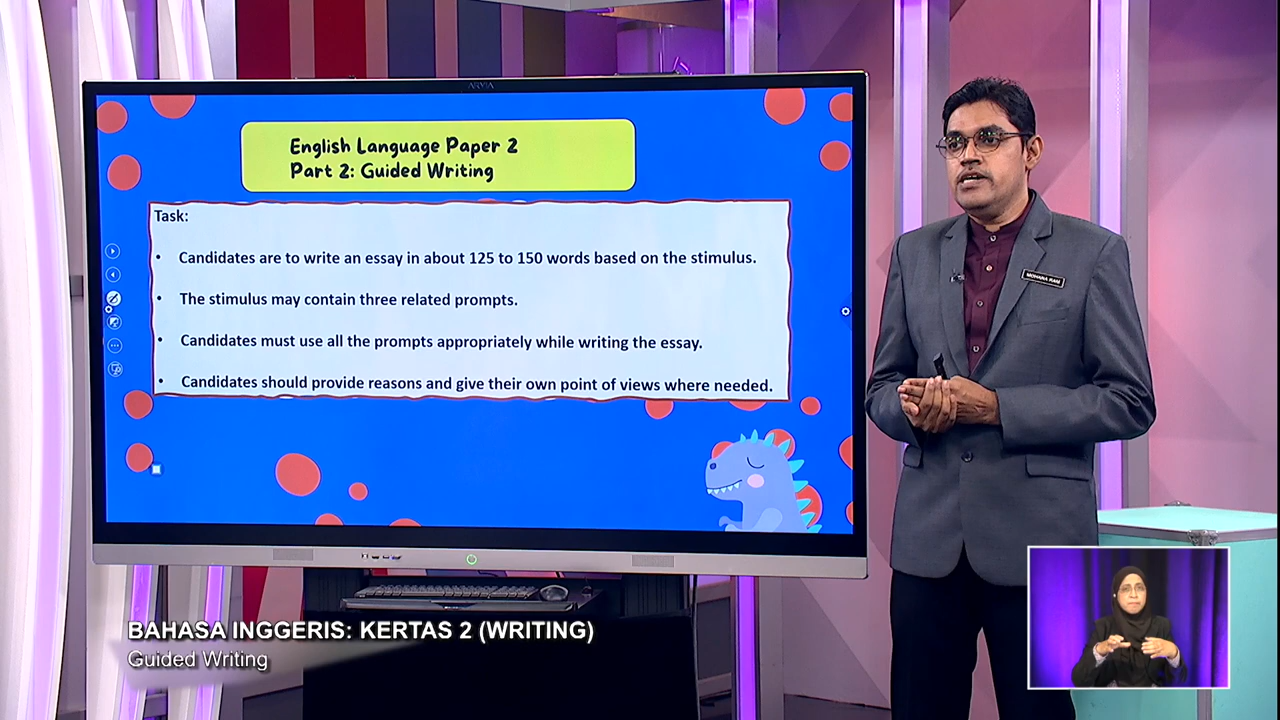 ARVIA
English Language Paper 2
Part 2: Guided Writing
Task:
• Candidates are to write an essay in about 125 to 150 words based on the stimulus.
• The stimulus may contain three related prompts.
• Candidates must use all the prompts appropriately while writing the essay.
• Candidates should provide reasons and give their own point of views where needed.
MOHANA RAM
BAHASA INGGERIS: KERTAS 2 (WRITING)
Guided Writing